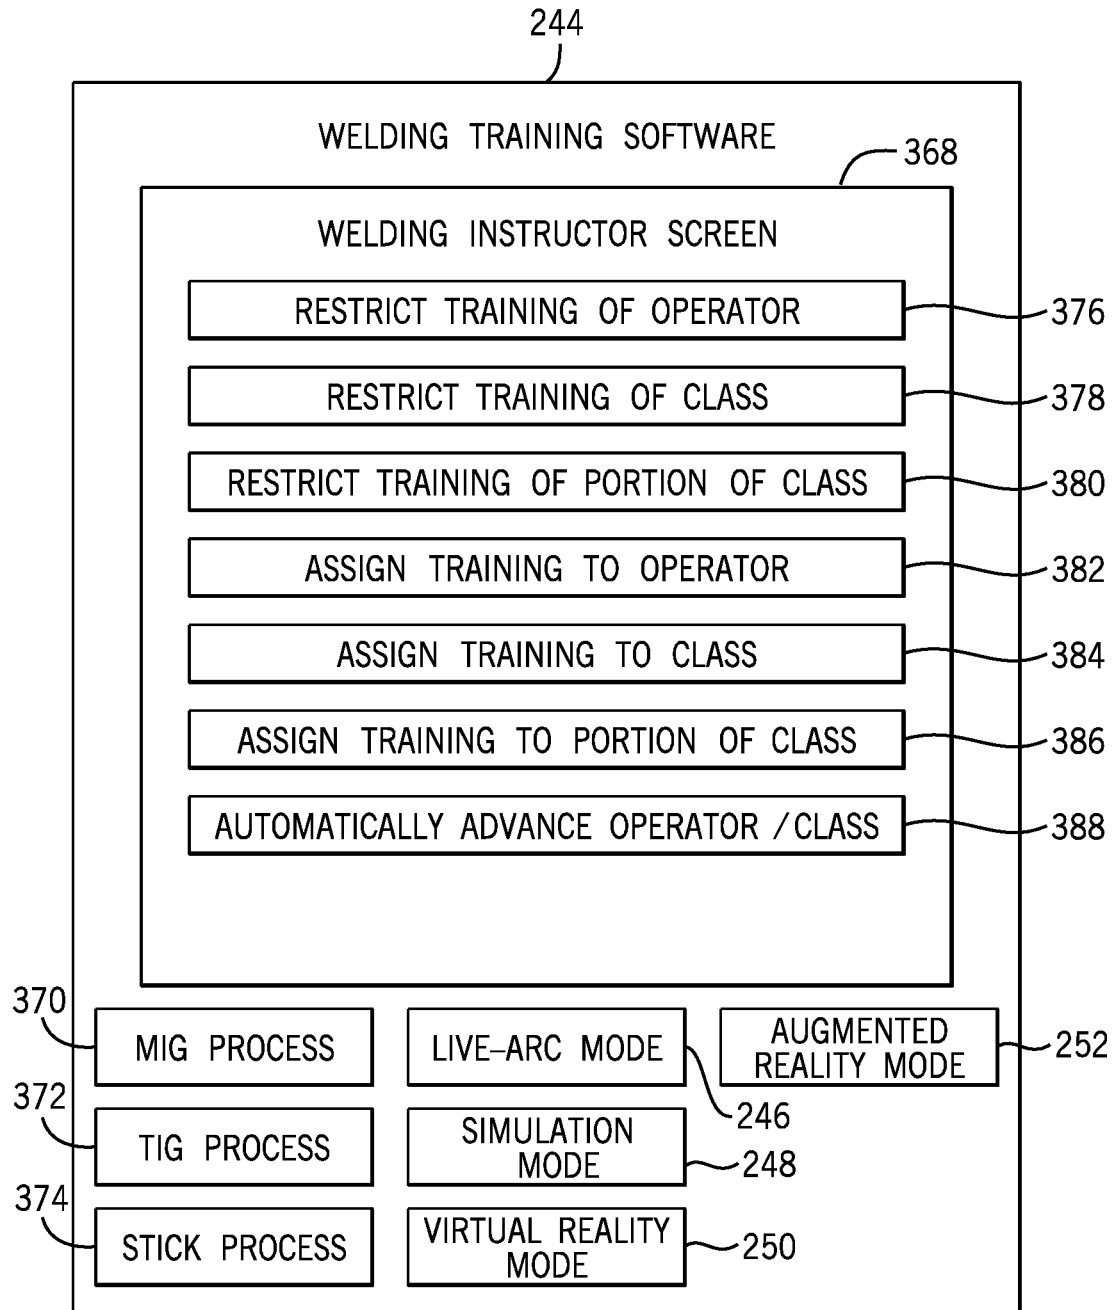 244
WELDING TRAINING SOFTWARE
368
WELDING INSTRUCTOR SCREEN
RESTRICT TRAINING OF OPERATOR
376
RESTRICT TRAINING OF CLASS
378
RESTRICT TRAINING OF PORTION OF CLASS
380
ASSIGN TRAINING TO OPERATOR
382
ASSIGN TRAINING TO CLASS
384
ASSIGN TRAINING TO PORTION OF CLASS
386
AUTOMATICALLY ADVANCE OPERATOR / CLASS
388
370
MIG PROCESS
LIVE–ARC MODE
AUGMENTED
REALITY MODE
252
372
TIG PROCESS
SIMULATION
MODE
246
248
374
STICK PROCESS
VIRTUAL REALITY
MODE
250